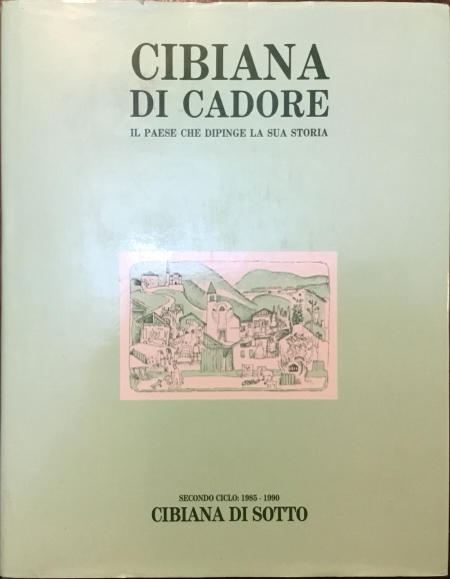 CIBIANA
DI CADORE
IL PAESE CHE DIPINGE LA SUA STORIA
SECONDO CICLO: 1985 - 1990
CIBIANA DI SOTTO